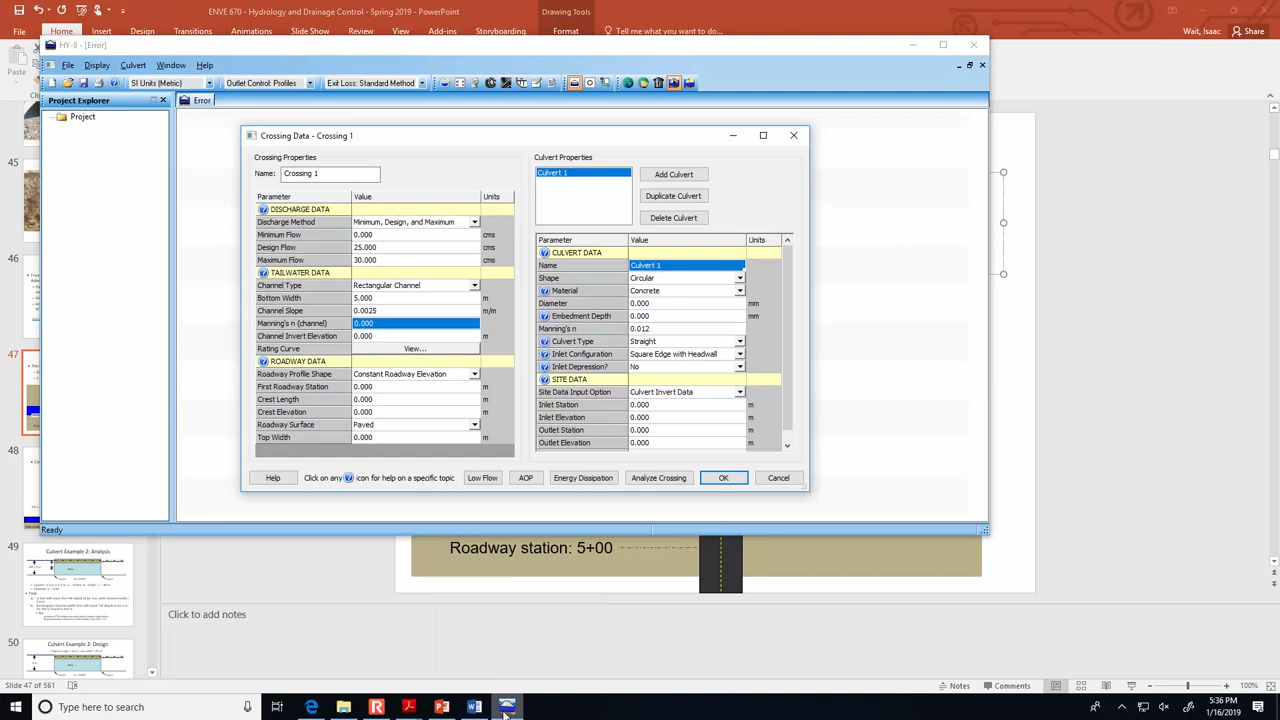 ENVE 670 - Hydrology and Drainage Control - Spring 2019 - PowerPoint
Drawing Tools
File
Home
Insert
Draw
Design
Transitions
Animations
Slide Show
Review
View
Add-ins
Format
Tell me what you want to do...
Wait, Isaac
Share
Paste
HY-8 - [Error]
File
Display
Culvert
Window
Help
SI Units (Metric)
Outlet Control: Profiles
Exit Loss: Standard Method
Project Explorer
Error
Project
Crossing Data - Crossing 1
Crossing Properties
Name:
Crossing 1
Parameter Value Units
DISCHARGE DATA
Discharge Method Minimum, Design, and Maximum
Minimum Flow 0.000 cms
Design Flow 25.000 cms
Maximum Flow 30.000 cms
TAILWATER DATA
Channel Type Rectangular Channel
Bottom Width 5.000 m
Channel Slope 0.0025 m/m
Manning's n (channel) 0.000
Channel Invert Elevation 0.000 m
Rating Curve View...
ROADWAY DATA
Roadway Profile Shape Constant Roadway Elevation
First Roadway Station 0.000 m
Crest Length 0.000 m
Crest Elevation 0.000 m
Roadway Surface Paved
Top Width 0.000 m
Culvert Properties
Culvert 1
Add Culvert
Duplicate Culvert
Delete Culvert
Parameter Value Units
CULVERT DATA
Name Culvert 1
Shape Circular
Material Concrete
Diameter 0.000 mm
Embedment Depth 0.000 mm
Manning's n 0.012
Culvert Type Straight
Inlet Configuration Square Edge with Headwall
Inlet Depression? No
SITE DATA
Site Data Input Option Culvert Invert Data
Inlet Station 0.000 m
Inlet Elevation 0.000 m
Outlet Station 0.000 m
Outlet Elevation 0.000 m
Help
Click on any
icon for help on a specific topic
Low Flow
AOP
Energy Dissipation
Analyze Crossing
OK
Cancel
Ready
45
46
47
48
49
Culvert Example 2: Analysis
50
Culvert Example 3: Design
Roadway station: 5+00
Click to add notes
Slide 47 of 561
Notes
Comments
100%
Type here to search
5:36 PM
1/16/2019